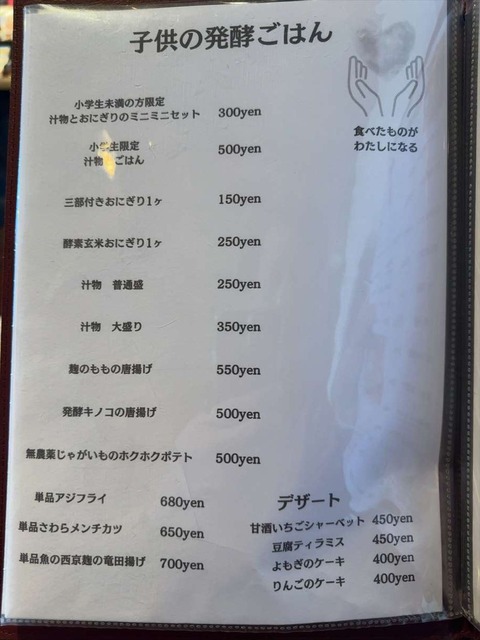 子供の発酵ごはん
食べたものが
わたしになる
小学生未満の方限定
汁物とおにぎりのミニミニセット 300yen
小学生限定
汁物 ごはん 500yen
三部付きおにぎり1ヶ 150yen
酵素玄米おにぎり1ヶ 250yen
汁物 普通盛 250yen
汁物 大盛り 350yen
麹のももの唐揚げ 550yen
発酵キノコの唐揚げ 500yen
無農薬じゃがいものホクホクポテト 500yen
単品アジフライ 680yen
単品さわらメンチカツ 650yen
単品魚の西京麹の竜田揚げ 700yen
デザート
甘酒いちごシャーベット 450yen
豆腐ティラミス 450yen
よもぎのケーキ 400yen
りんごのケーキ 400yen